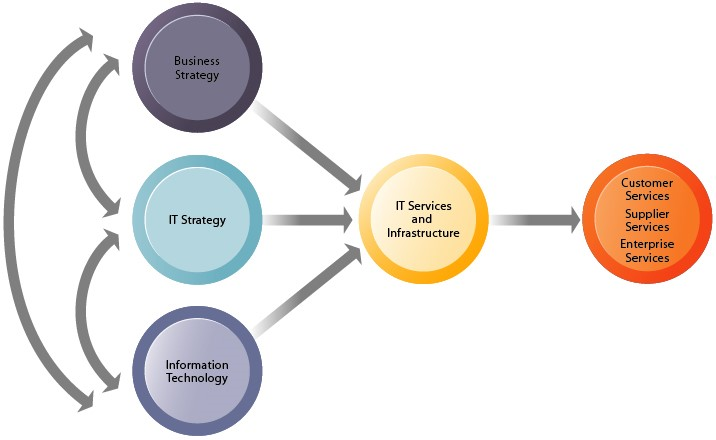 Business
Strategy
IT Strategy
Information
Technology
IT Services
and
Infrastructure
Customer
Services
Supplier
Services
Enterprise
Services